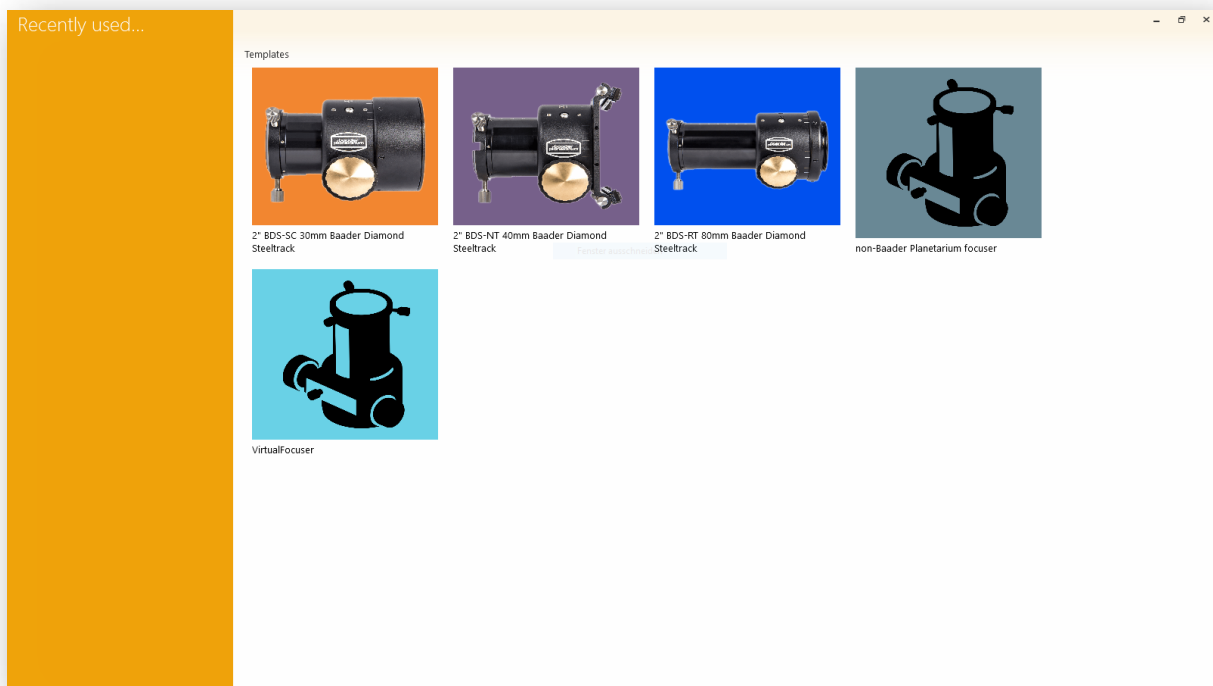 Recently used...
Templates
2" BDS-SC 30mm Baader Diamond
Steeltrack
2" BDS-NT 40mm Baader Diamond
Steeltrack
2" BDS-RT 80mm Baader Diamond
Steeltrack
non-Baader Planetarium focuser
VirtualFocuser